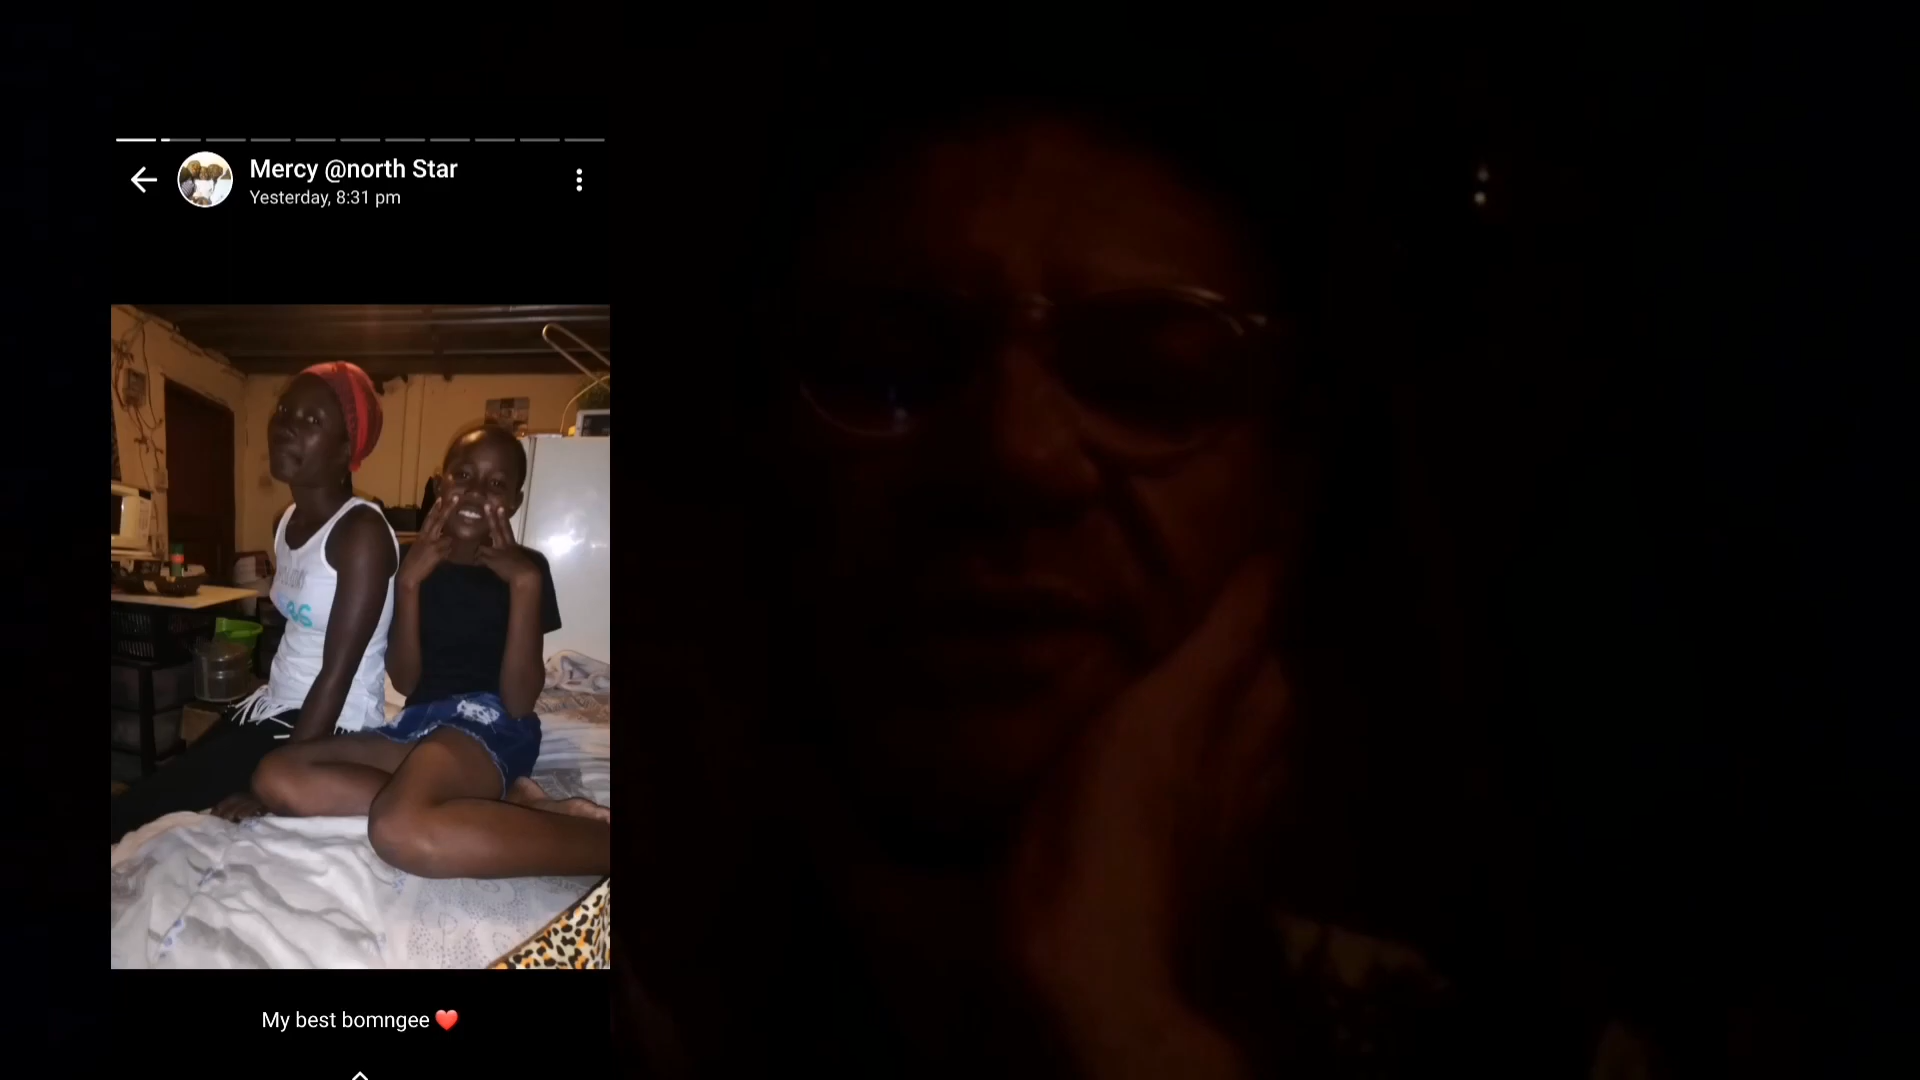 Mercy @north Star
Yesterday, 8:31 pm
My best bomngee ❤️